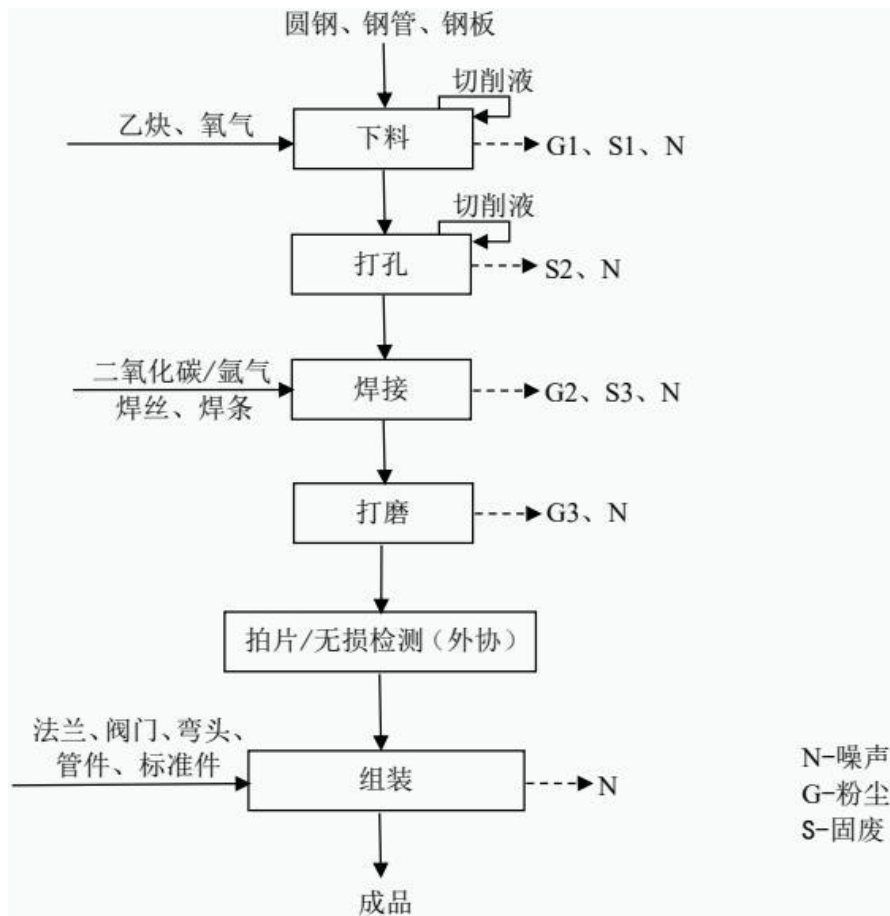 圆钢、钢管、钢板
切削液
乙炔、氧气
下料
G1、S1、N
切削液
打孔
S2、N
二氧化碳/氩气
焊丝、焊条
焊接
G2、S3、N
打磨
G3、N
拍片/无损检测（外协）
法兰、阀门、弯头、
管件、标准件
组装
N
N-噪声
G-粉尘
S-固废
成品